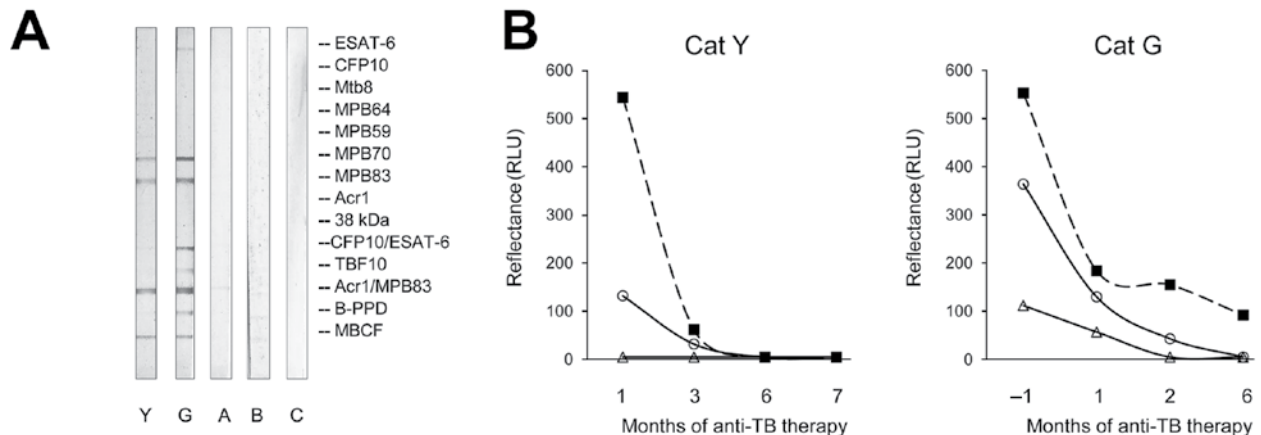 A
-- ESAT-6
-- CFP10
-- Mtb8
-- MPB64
-- MPB59
-- MPB70
-- MPB83
-- Acr1
-- 38 kDa
--CFP10/ESAT-6
-- TBF10
-- Acr1/MPB83
-- B-PPD
-- MBCF
Y G A B C
B
Cat Y
Reflectance (RLU)
600
500
400
300
200
100
0
1 3 6 7
Months of anti-TB therapy
Cat G
Reflectance (RLU)
600
500
400
300
200
100
0
–1 1 2 6
Months of anti-TB therapy